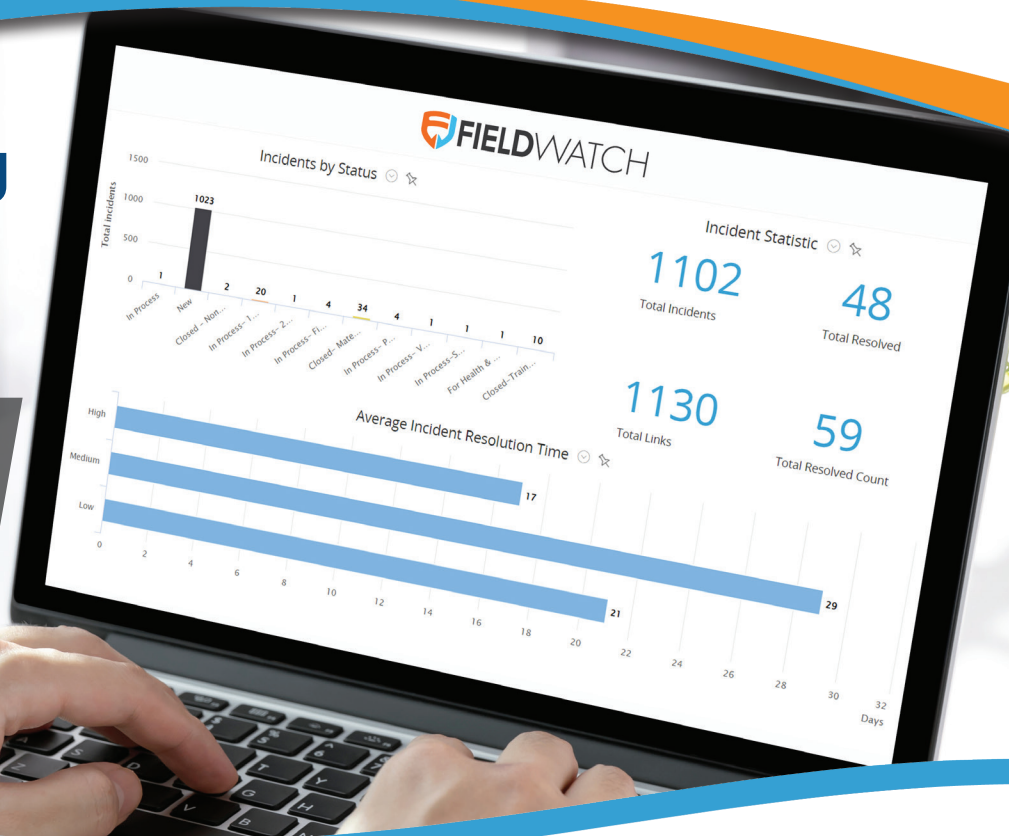 FIELDWATCH
Incidents by Status
Total incidents
1500
1000
500
0
1
1023
2
20
1
4
34
4
1
1
1
10
In Process
New
Closed - Non...
In Process- 1...
In Process- 2...
In Process- Fi...
Closed- Mate...
In Process- P...
In Process- V...
In Process-S...
For Health & ...
Closed-Train...
Incident Statistic
1102
Total Incidents
48
Total Resolved
1130
Total Links
59
Total Resolved Count
Average Incident Resolution Time
High
17
Medium
29
Low
21
0
2
4
6
8
10
12
14
16
18
20
22
24
26
28
30
32
Days